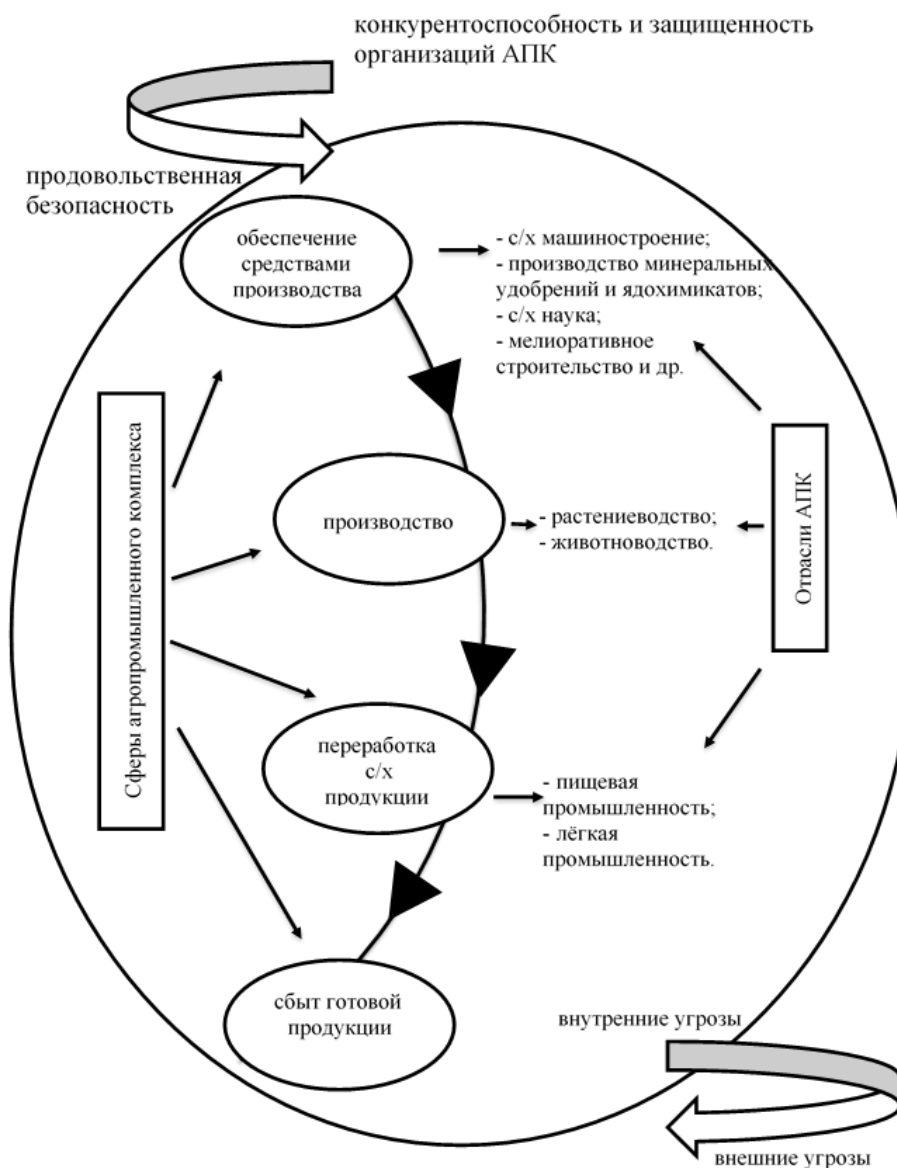 конкурентоспособность и защищенность
организаций АПК
продовольственная
безопасность
обеспечение
средствами
производства
- с/х машиностроение;
- производство минеральных
удобрений и ядохимикатов;
- с/х наука;
- мелиоративное
строительство и др.
Сферы агропромышленного комплекса
производство
- растениеводство;
- животноводство.
Отрасли АПК
переработка
с/х
продукции
- пищевая
промышленность;
- лёгкая
промышленность.
сбыт готовой
продукции
внутренние угрозы
внешние угрозы